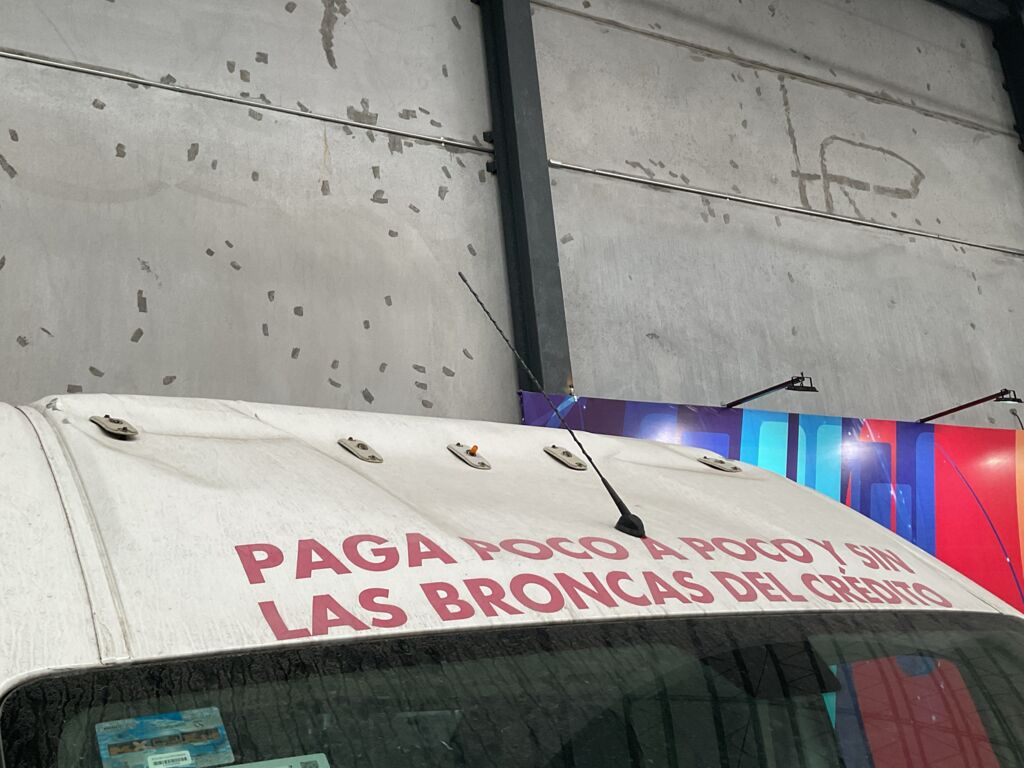 PAGA POCO A POCO Y SIN
LAS BRONCAS DEL CRÉDITO